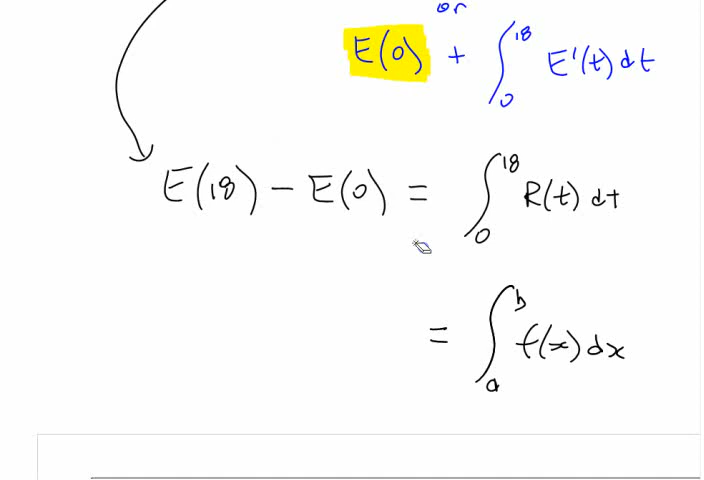 or
E(0) + ∫₀¹⁸ E'(t) dt
E(18) - E(0) = ∫₀¹⁸ R(t) dt
= ∫ₐᵇ f(x) dx